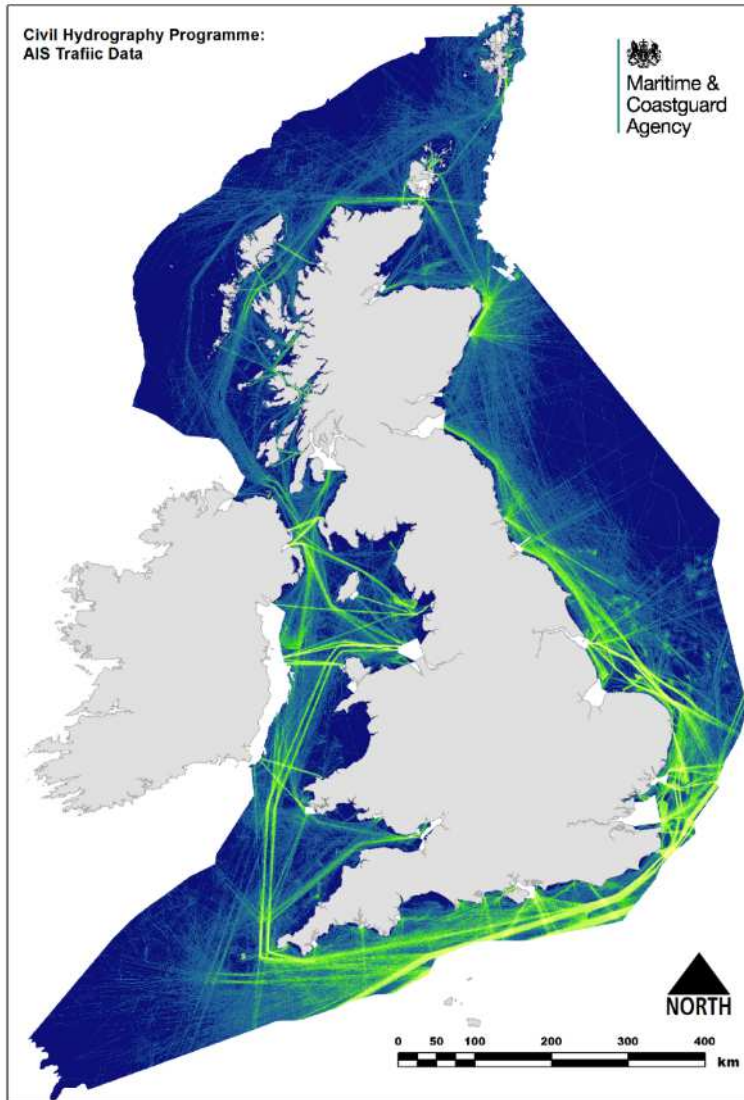 Civil Hydrography Programme:
AIS Trafiic Data
Maritime &
Coastguard
Agency
NORTH
0 50 100 200 300 400
km